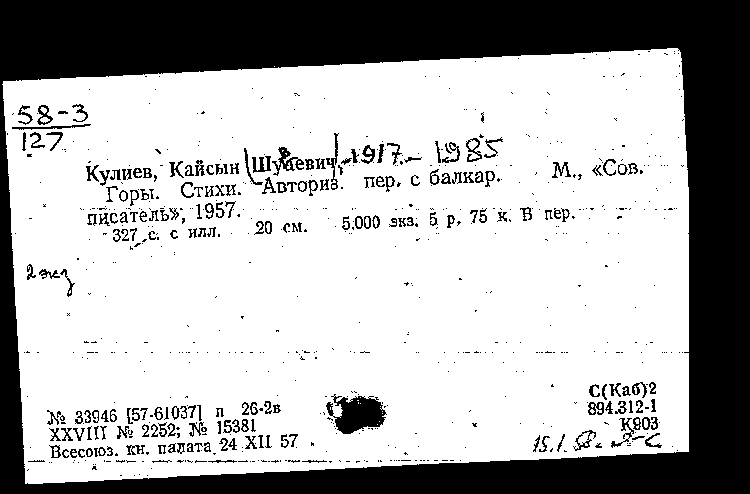 58-3
127
Кулиев, Кайсын (Шуваевич), 1917 - 1985
Горы. Стихи. Авториз. пер. с балкар. М., «Сов.
писатель», 1957.
327 с. с илл. 20 см. 5.000 экз. 5 р. 75 к. В пер.
2 экз
№ 33946 [57-61037] п 26-2в
XXVIII № 2252; № 15381
Всесоюз. кн. палата 24 XII 57
С(Каб)2
894.312-1
К903
15.I.58